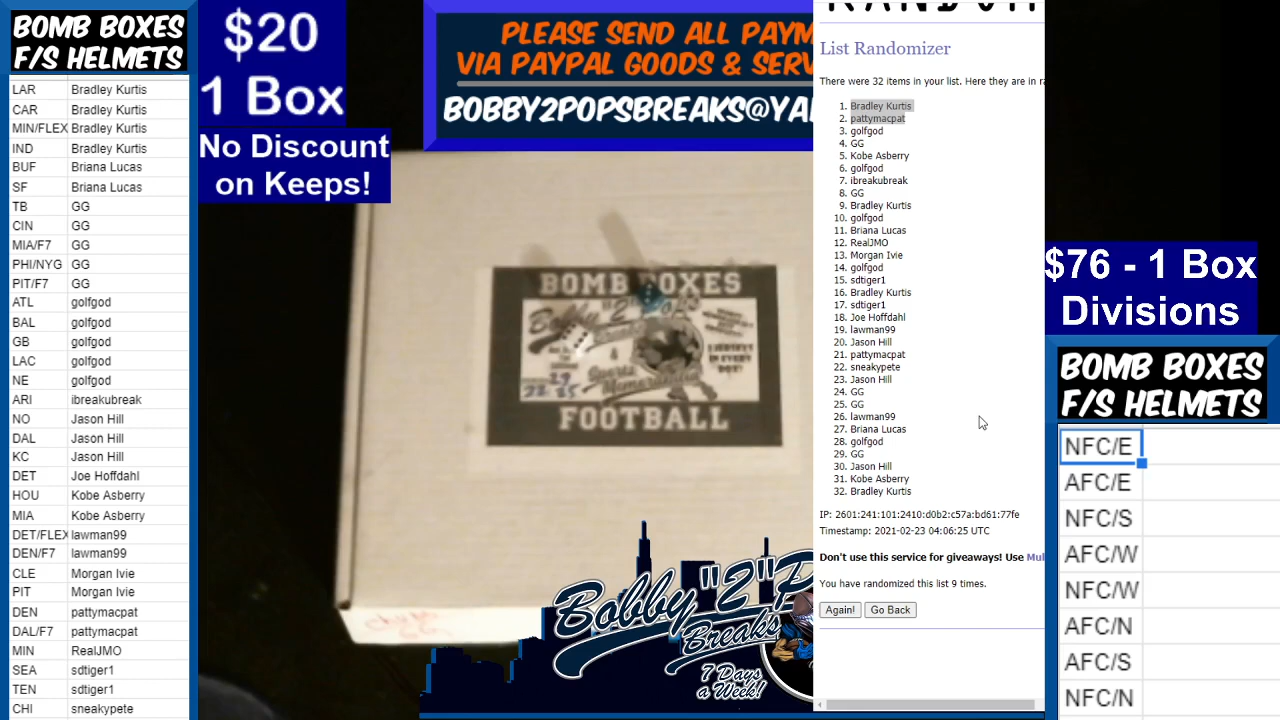 BOMB BOXES
F/S HELMETS
LAR Bradley Kurtis
CAR Bradley Kurtis
MIN/FLEX Bradley Kurtis
IND Bradley Kurtis
BUF Briana Lucas
SF Briana Lucas
TB GG
CIN GG
MIA/F7 GG
PHI/NYG GG
PIT/F7 GG
ATL golfgod
BAL golfgod
GB golfgod
LAC golfgod
NE golfgod
ARI ibreakubreak
NO Jason Hill
DAL Jason Hill
KC Jason Hill
DET Joe Hoffdahl
HOU Kobe Asberry
MIA Kobe Asberry
DET/FLEX lawman99
DEN/F7 lawman99
CLE Morgan Ivie
PIT Morgan Ivie
DEN pattymacpat
DAL/F7 pattymacpat
MIN RealJMO
SEA sdtiger1
TEN sdtiger1
CHI sneakypete
$20
1 Box
No Discount
on Keeps!
PLEASE SEND ALL PAYM
VIA PAYPAL GOODS & SERV
BOBBY2POPSBREAKS@YA
BOMB BOXES
Bobby "2" Pops
FOOTBALL
Bobby "2" P
Breaks
7 Days
a Week!
List Randomizer
There were 32 items in your list. Here they are in ra
1. Bradley Kurtis
2. pattymacpat
3. golfgod
4. GG
5. Kobe Asberry
6. golfgod
7. ibreakubreak
8. GG
9. Bradley Kurtis
10. golfgod
11. Briana Lucas
12. RealJMO
13. Morgan Ivie
14. golfgod
15. sdtiger1
16. Bradley Kurtis
17. sdtiger1
18. Joe Hoffdahl
19. lawman99
20. Jason Hill
21. pattymacpat
22. sneakypete
23. Jason Hill
24. GG
25. GG
26. lawman99
27. Briana Lucas
28. golfgod
29. GG
30. Jason Hill
31. Kobe Asberry
32. Bradley Kurtis
IP: 2601:241:101:2410:d0b2:c57a:bd61:77fe
Timestamp: 2021-02-23 04:06:25 UTC
Don't use this service for giveaways! Use Mul
You have randomized this list 9 times.
Again! Go Back
$76 - 1 Box
Divisions
BOMB BOXES
F/S HELMETS
NFC/E
AFC/E
NFC/S
AFC/W
NFC/W
AFC/N
AFC/S
NFC/N